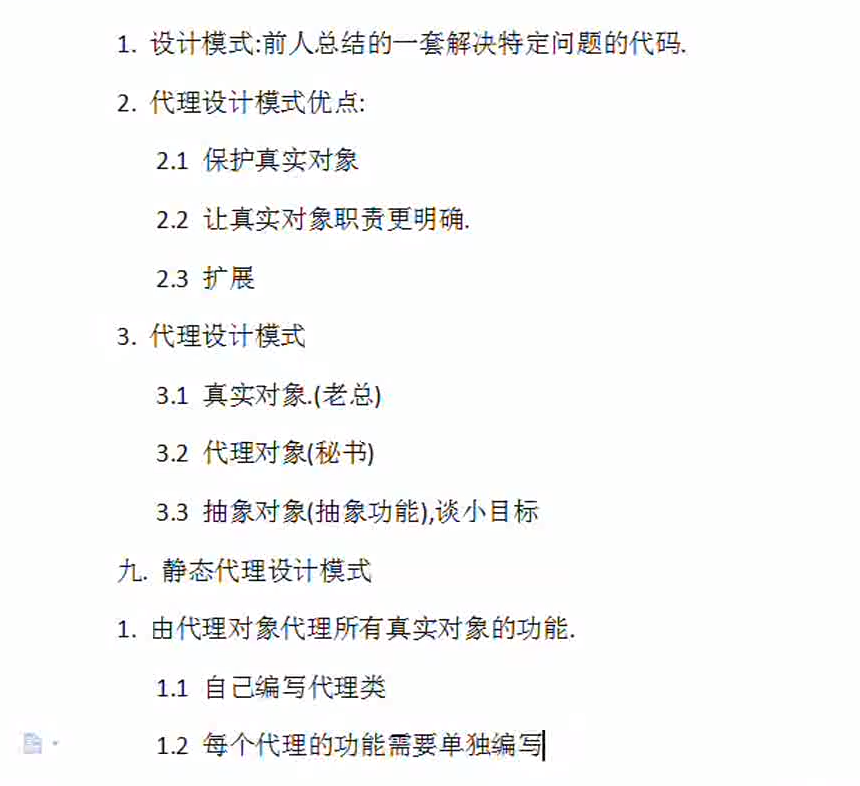 1. 设计模式:前人总结的一套解决特定问题的代码.
2. 代理设计模式优点:
2.1 保护真实对象
2.2 让真实对象职责更明确.
2.3 扩展
3. 代理设计模式
3.1 真实对象.(老总)
3.2 代理对象(秘书)
3.3 抽象对象(抽象功能),谈小目标
九. 静态代理设计模式
1. 由代理对象代理所有真实对象的功能.
1.1 自己编写代理类
1.2 每个代理的功能需要单独编写